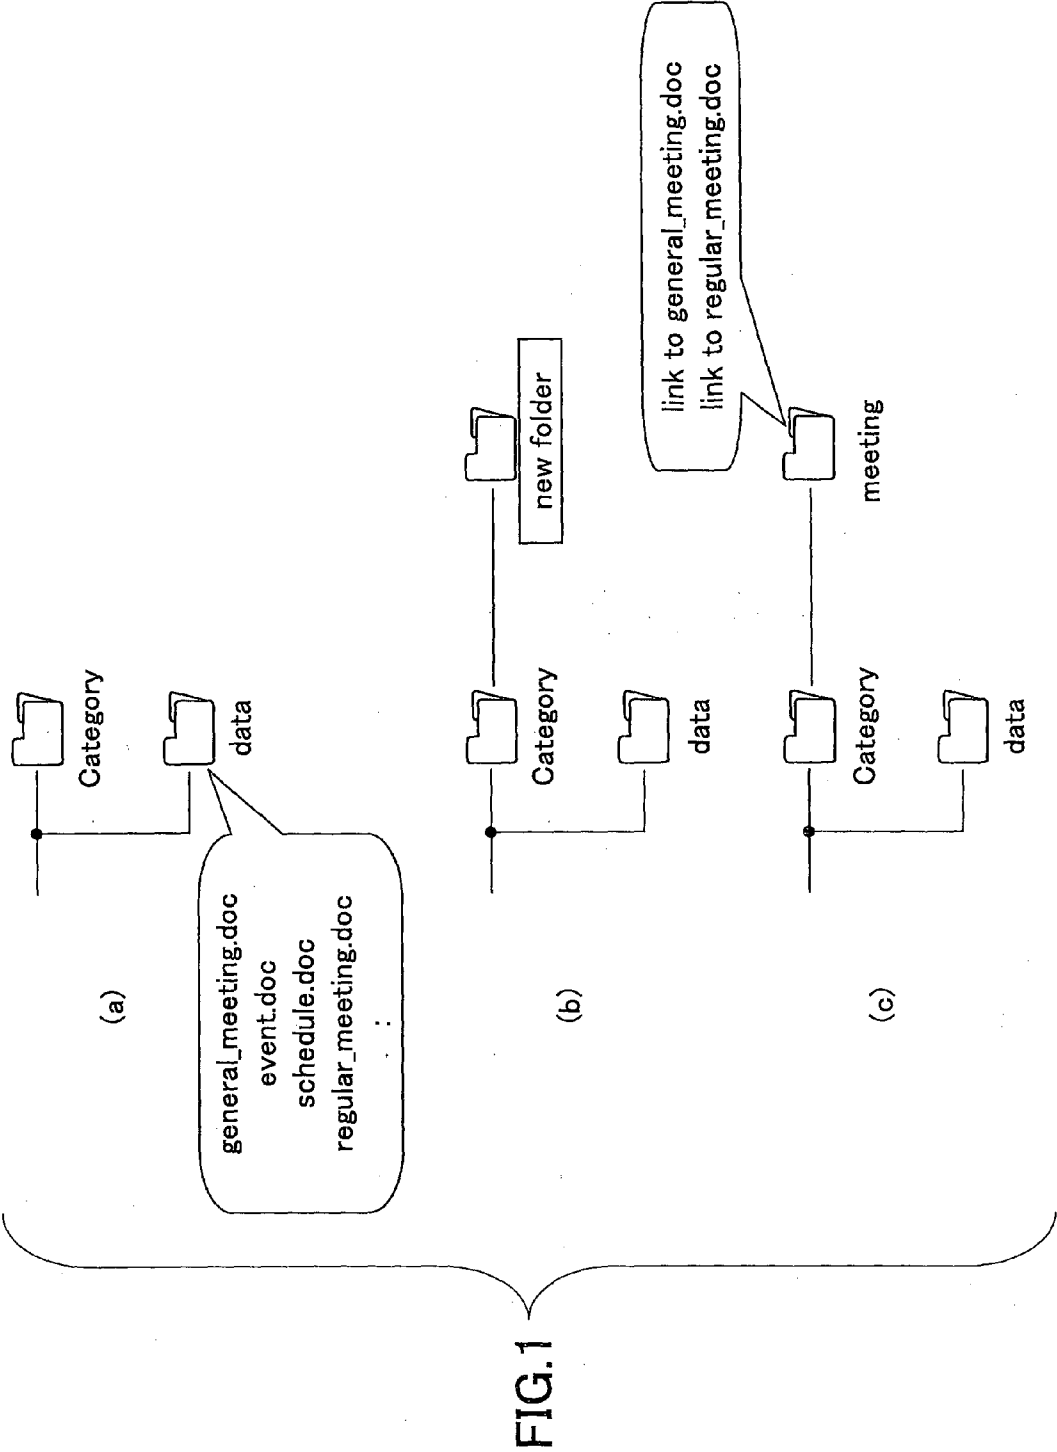 FIG.1
(a)
Category
data
general_meeting.doc
event.doc
schedule.doc
regular_meeting.doc
:
(b)
Category
new folder
data
(c)
Category
meeting
link to general_meeting.doc
link to regular_meeting.doc
data